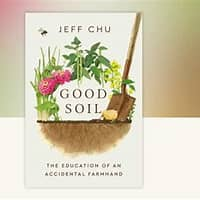 JEFF CHU
GOOD
SOIL
THE EDUCATION OF AN
ACCIDENTAL FARMHAND